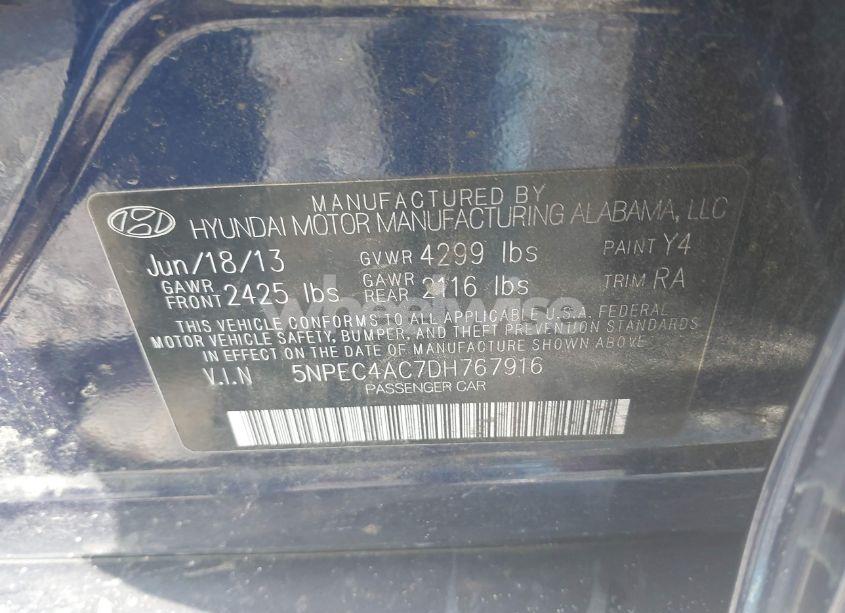 MANUFACTURED BY
HYUNDAI MOTOR MANUFACTURING ALABAMA, LLC
Jun/18/13 GVWR 4299 lbs PAINT Y4
GAWR FRONT 2425 lbs GAWR REAR 2116 lbs TRIM RA
THIS VEHICLE CONFORMS TO ALL APPLICABLE U.S.A. FEDERAL
MOTOR VEHICLE SAFETY, BUMPER, AND THEFT PREVENTION STANDARDS
IN EFFECT ON THE DATE OF MANUFACTURE SHOWN ABOVE.
V.I.N 5NPEC4AC7DH767916
PASSENGER CAR
wheelwise